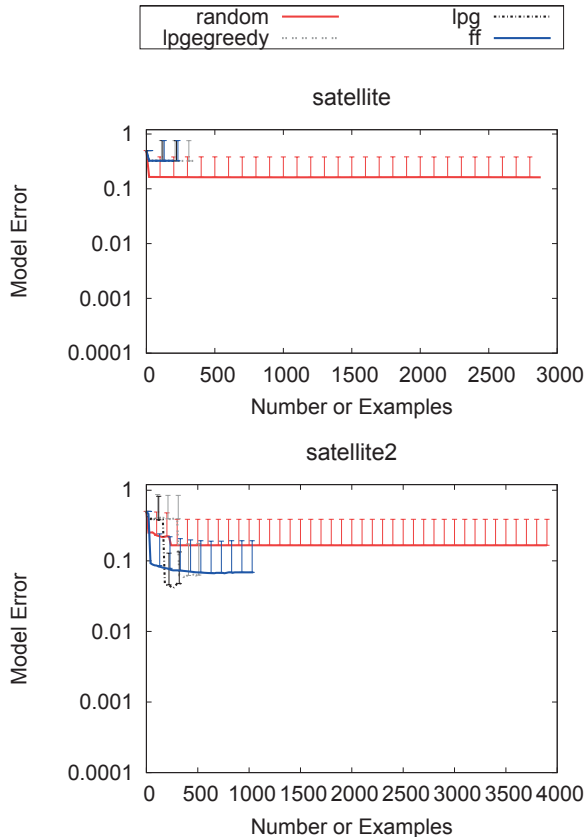 random lpg
lpgegreedy ff
satellite
1
0.1
0.01
0.001
0.0001
Model Error
0 500 1000 1500 2000 2500 3000
Number or Examples
satellite2
1
0.1
0.01
0.001
0.0001
Model Error
0 500 1000 1500 2000 2500 3000 3500 4000
Number or Examples